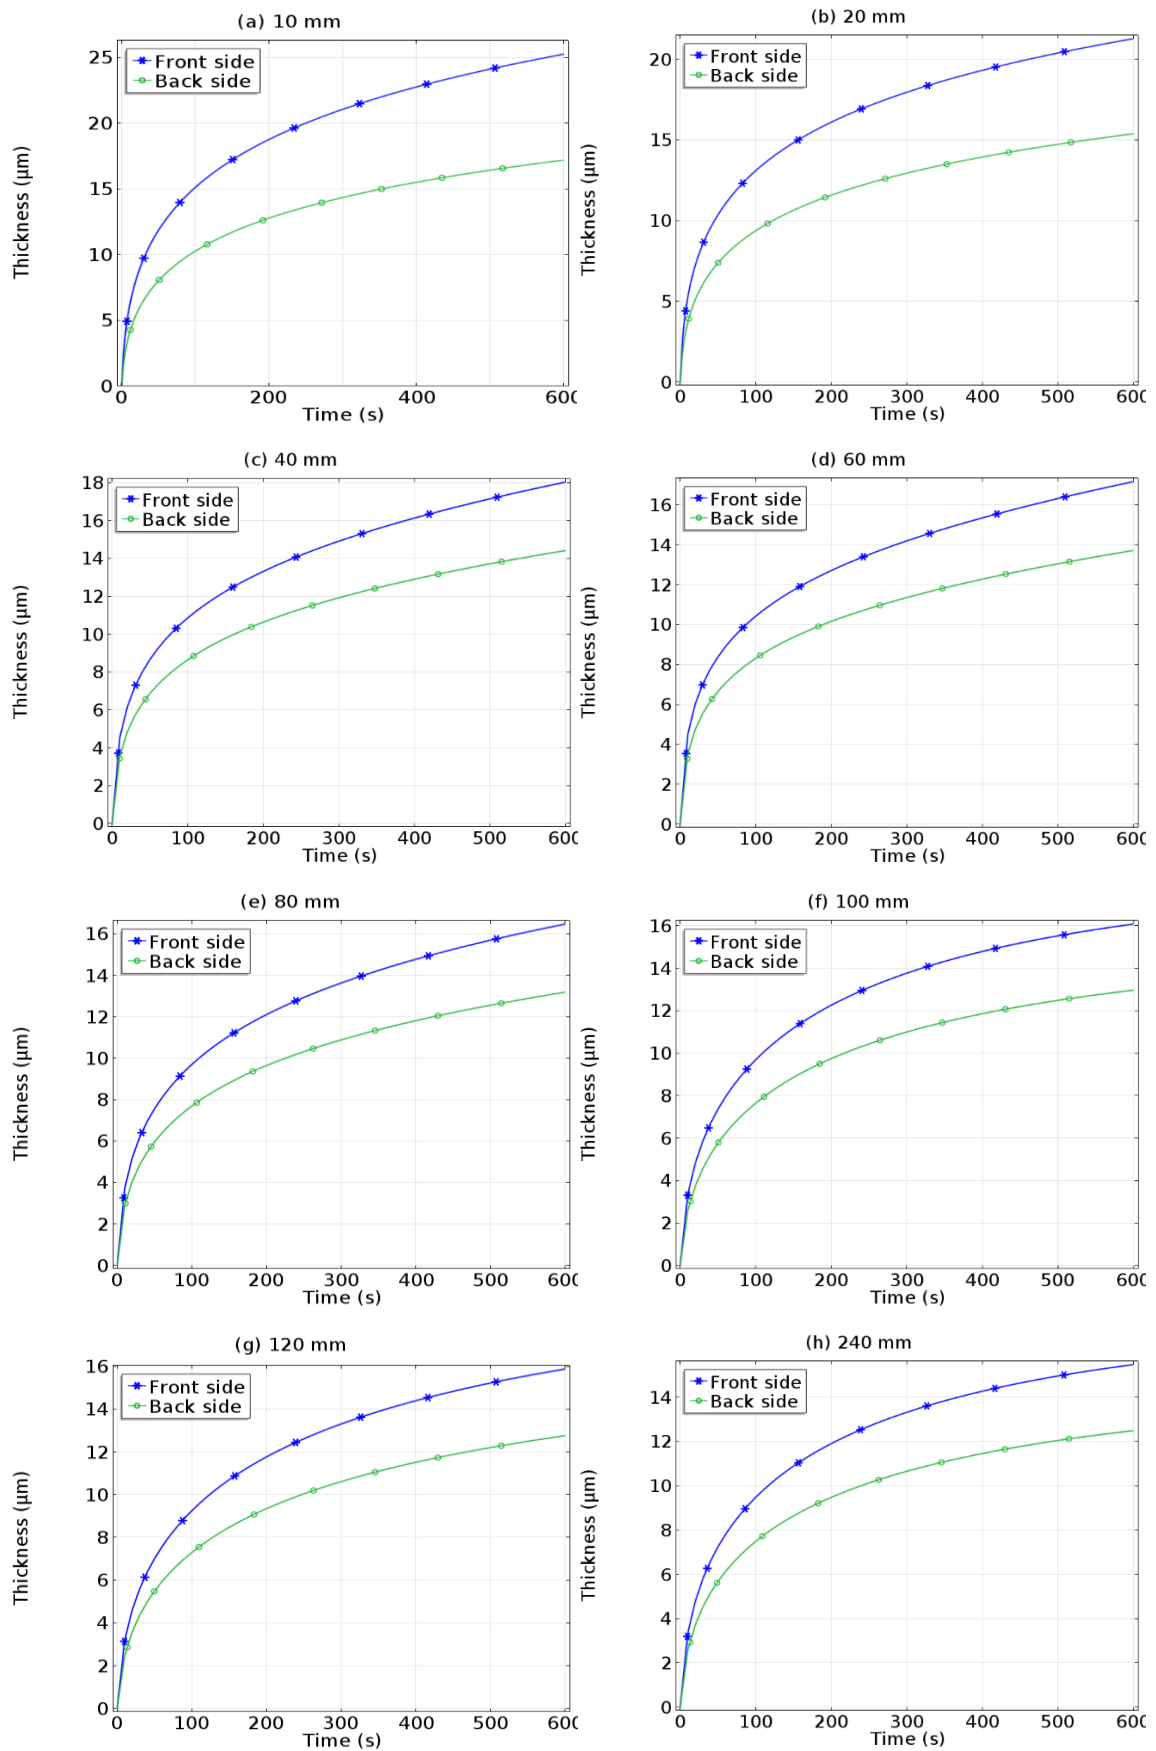 (a) 10 mm
Thickness (µm)
25
20
15
10
5
0
Front side
Back side
0 200 400 600
Time (s)
(b) 20 mm
Thickness (µm)
20
15
10
5
0
Front side
Back side
0 100 200 300 400 500 600
Time (s)
(c) 40 mm
Thickness (µm)
18
16
14
12
10
8
6
4
2
0
Front side
Back side
0 100 200 300 400 500 600
Time (s)
(d) 60 mm
Thickness (µm)
16
14
12
10
8
6
4
2
0
Front side
Back side
0 100 200 300 400 500 600
Time (s)
(e) 80 mm
Thickness (µm)
16
14
12
10
8
6
4
2
0
Front side
Back side
0 100 200 300 400 500 600
Time (s)
(f) 100 mm
Thickness (µm)
16
14
12
10
8
6
4
2
0
Front side
Back side
0 100 200 300 400 500 600
Time (s)
(g) 120 mm
Thickness (µm)
16
14
12
10
8
6
4
2
0
Front side
Back side
0 100 200 300 400 500 600
Time (s)
(h) 240 mm
Thickness (µm)
14
12
10
8
6
4
2
0
Front side
Back side
0 100 200 300 400 500 600
Time (s)